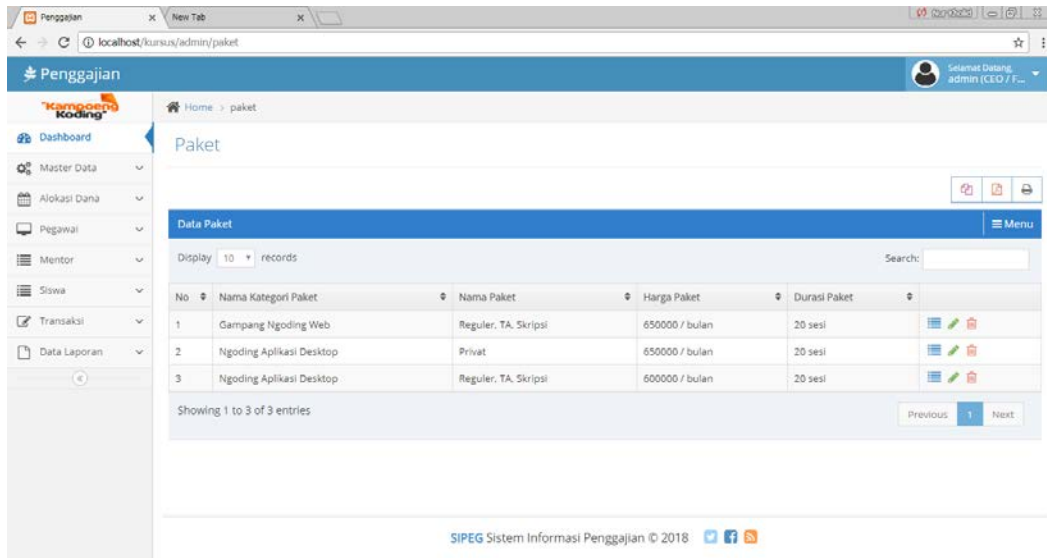 Penggajian
New Tab
localhost/kursus/admin/paket
Penggajian
Selamat Datang,
admin (CEO / F...
"Kampoeng
Koding"
Home > paket
Dashboard
Master Data
Alokasi Dana
Pegawai
Mentor
Siswa
Transaksi
Data Laporan
Paket
Data Paket
Menu
Display 10 records
Search:
No Nama Kategori Paket Nama Paket Harga Paket Durasi Paket
1 Gampang Ngoding Web Reguler, TA, Skripsi 650000 / bulan 20 sesi
2 Ngoding Aplikasi Desktop Privat 650000 / bulan 20 sesi
3 Ngoding Aplikasi Desktop Reguler, TA, Skripsi 600000 / bulan 20 sesi
Showing 1 to 3 of 3 entries
Previous 1 Next
SIPEG Sistem Informasi Penggajian © 2018